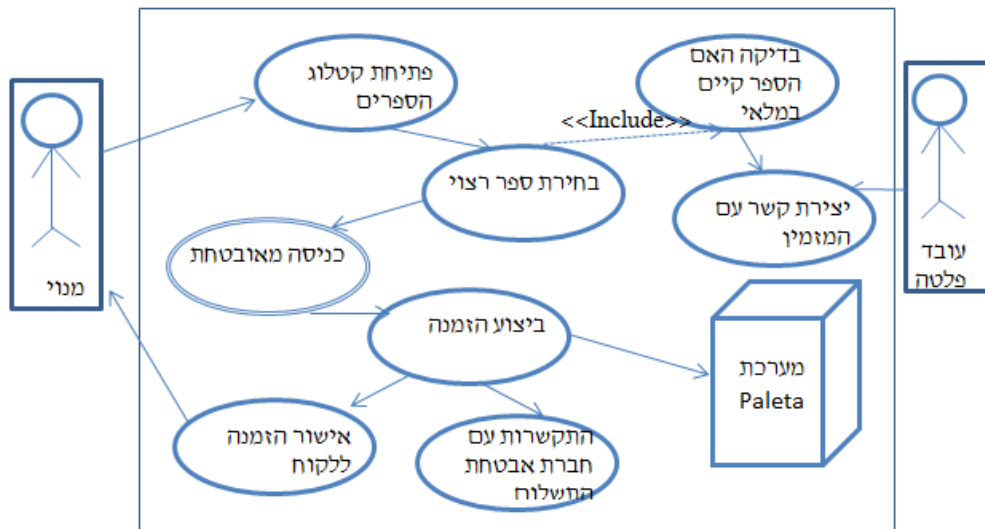 פתיחת קטלוג
הספרים
בדיקה האם
הספר קיים
במלאי
<<Include>>
בחירת ספר רצוי
יצירת קשר עם
המזמין
כניסה מאובטחת
מנוי
עובד
פלטה
ביצוע הזמנה
מערכת
Paleta
אישור הזמנה
ללקוח
התקשרות עם
חברת אבטחת
התשלום